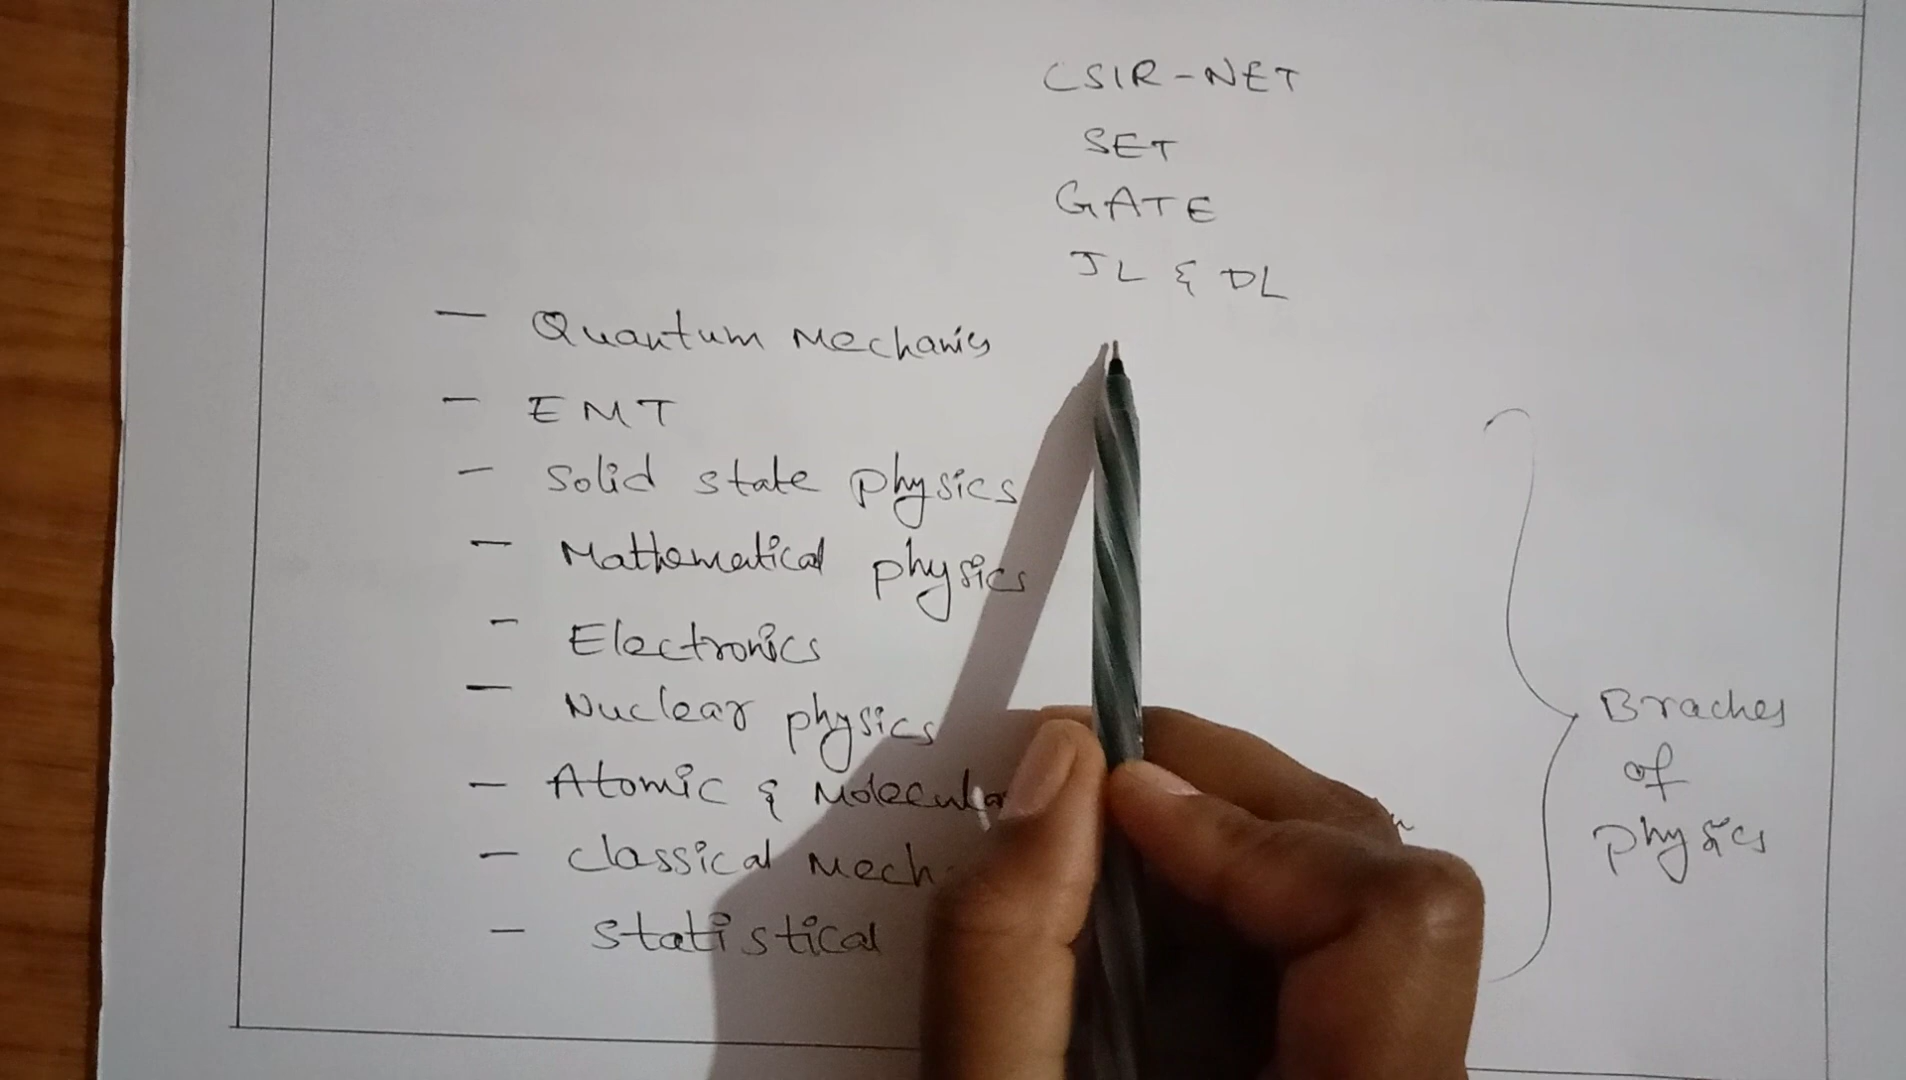 CSIR-NET
SET
GATE
JL & DL
- Quantum Mechanics
- EMT
- Solid state physics
- Mathematical physics
- Electronics
- Nuclear physics
- Atomic & Molecular
- Classical Mech
- Statistical
Braches
of
physics